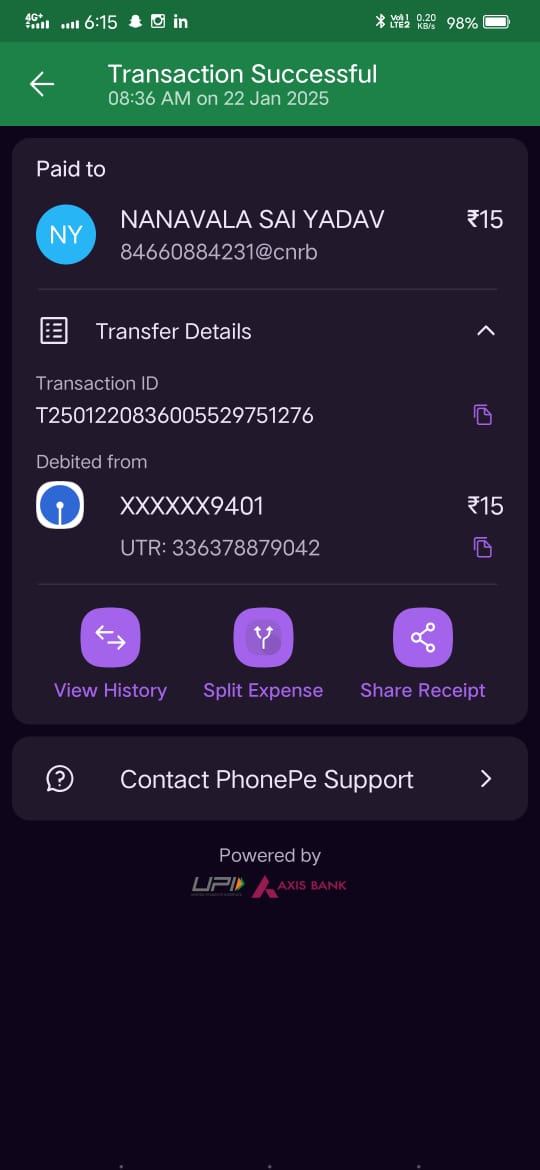 4G+ 6:15 in Vo)) 1 LTE2 0.20 KB/s 98%
Transaction Successful
08:36 AM on 22 Jan 2025
Paid to
NY NANAVALA SAI YADAV ₹15
84660884231@cnrb
Transfer Details
Transaction ID
T2501220836005529751276
Debited from
XXXXXX9401 ₹15
UTR: 336378879042
View History Split Expense Share Receipt
Contact PhonePe Support
Powered by
UPI AXIS BANK